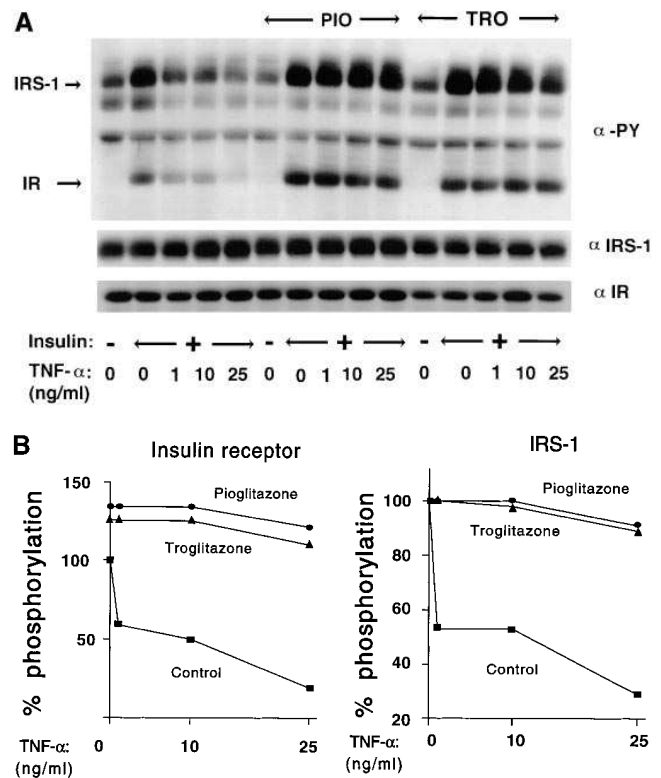 A
← PIO →
← TRO →
IRS-1 →
α -PY
IR →
α IRS-1
α IR
Insulin: - ← + → - ← + → - ← + →
TNF-α: 0 0 1 10 25 0 0 1 10 25 0 0 1 10 25
(ng/ml)
B
Insulin receptor
% phosphorylation
150
100
50
Pioglitazone
Troglitazone
Control
TNF-α: 0 10 25
(ng/ml)
IRS-1
% phosphorylation
100
80
60
40
20
Pioglitazone
Troglitazone
Control
TNF-α: 0 10 25
(ng/ml)